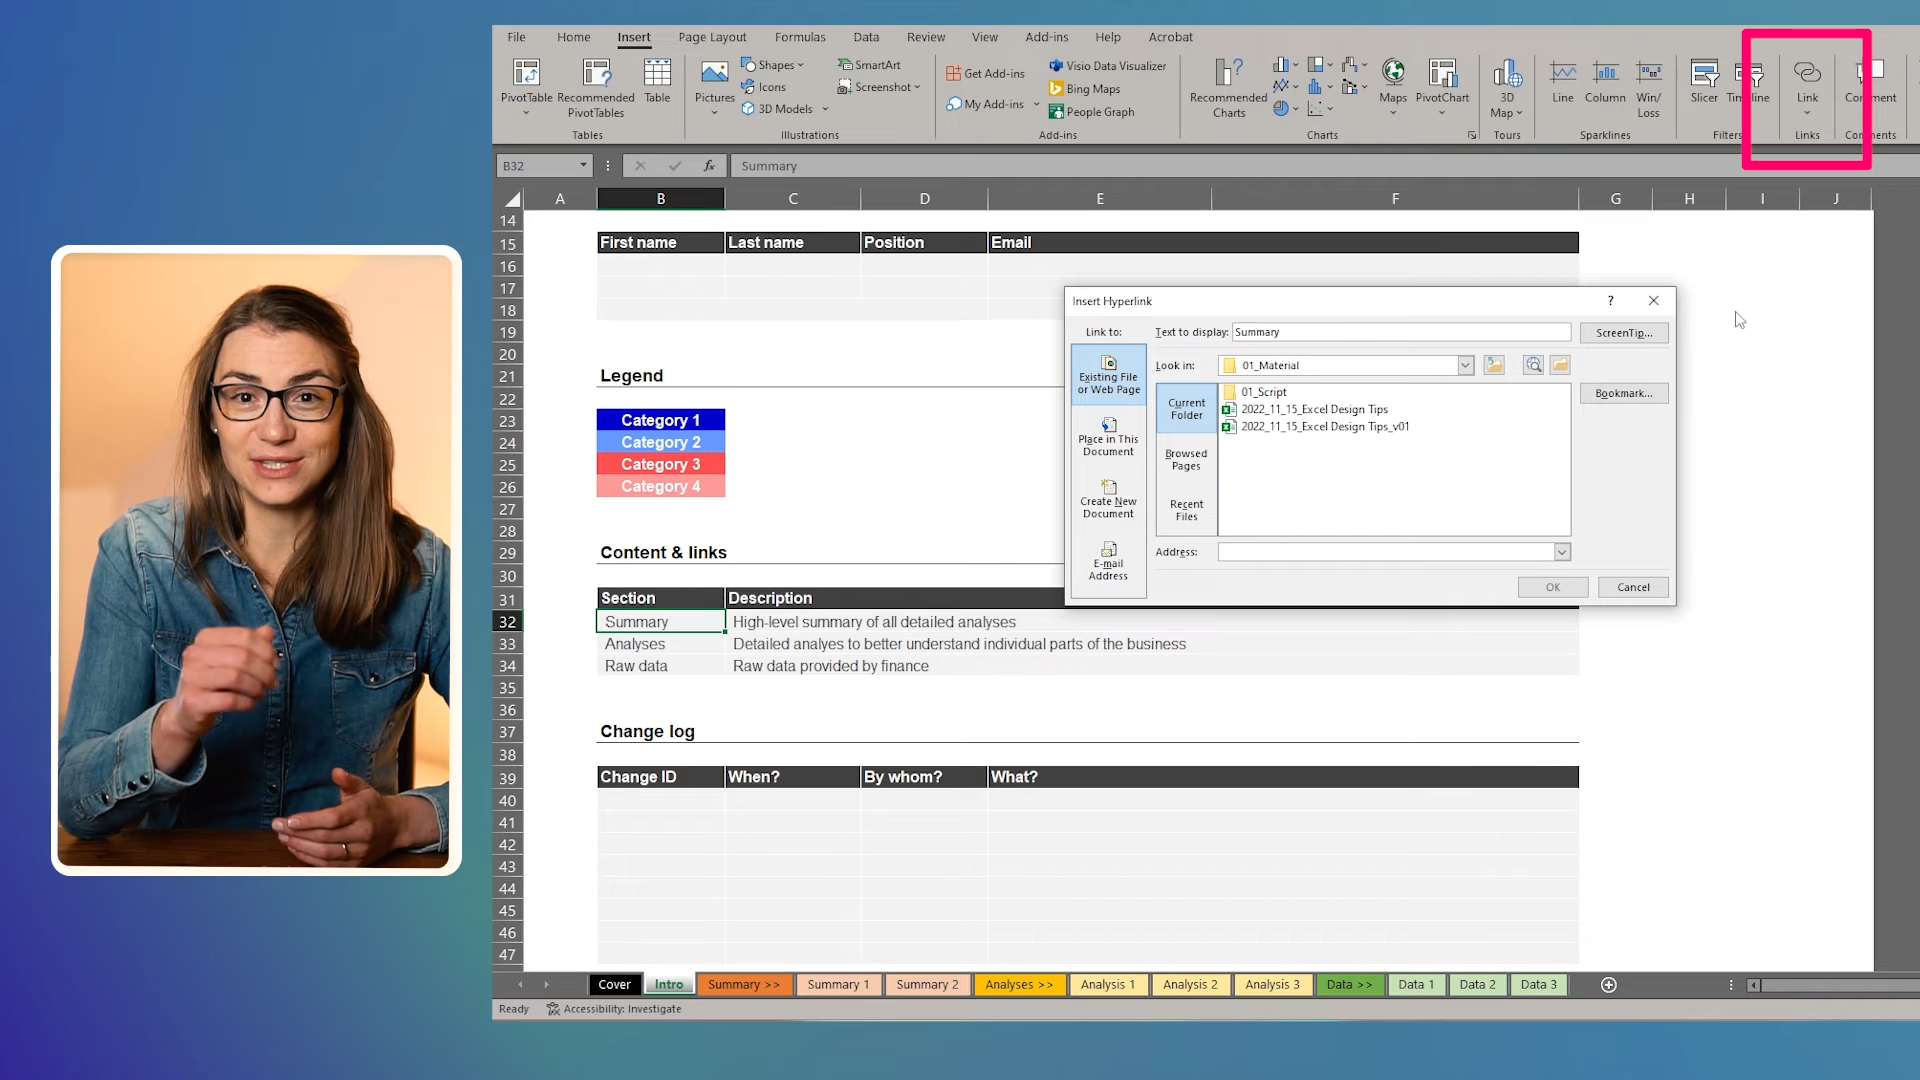 File Home Insert Page Layout Formulas Data Review View Add-ins Help Acrobat
PivotTable Recommended PivotTables Table
Tables
Pictures Shapes Icons 3D Models SmartArt Screenshot
Illustrations
Get Add-ins My Add-ins Visio Data Visualizer Bing Maps People Graph
Add-ins
Recommended Charts Maps PivotChart
Charts
3D Map
Tours
Line Column Win/Loss
Sparklines
Slicer Timeline
Filters
Link
Links
Comment
Comments
B32 fx Summary
A B C D E F G H I J
14
15 First name Last name Position Email
16
17
18
19
20
21 Legend
22
23 Category 1
24 Category 2
25 Category 3
26 Category 4
27
28
29 Content & links
30
31 Section Description
32 Summary High-level summary of all detailed analyses
33 Analyses Detailed analyes to better understand individual parts of the business
34 Raw data Raw data provided by finance
35
36
37 Change log
38
39 Change ID When? By whom? What?
40
41
42
43
44
45
46
47
Insert Hyperlink ?
Link to: Text to display: Summary ScreenTip...
Existing File or Web Page
Place in This Document
Create New Document
E-mail Address
Look in: 01_Material
Current Folder
Browsed Pages
Recent Files
01_Script
2022_11_15_Excel Design Tips
2022_11_15_Excel Design Tips_v01
Bookmark...
Address:
OK Cancel
Cover Intro Summary >> Summary 1 Summary 2 Analyses >> Analysis 1 Analysis 2 Analysis 3 Data >> Data 1 Data 2 Data 3
Ready Accessibility: Investigate